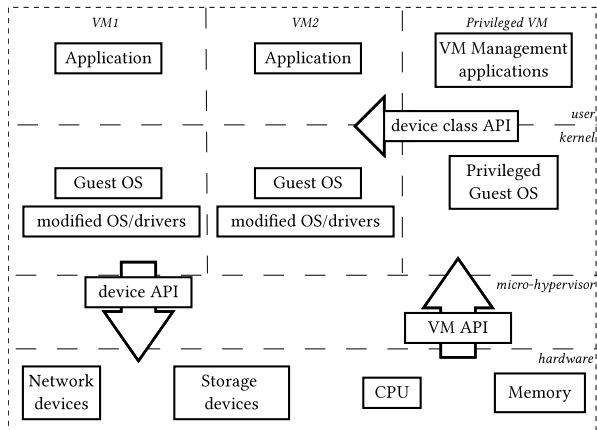 VM1
VM2
Privileged VM
Application
Application
VM Management
applications
device class API
user
kernel
Guest OS
Guest OS
Privileged
Guest OS
modified OS/drivers
modified OS/drivers
device API
micro-hypervisor
VM API
hardware
Network
devices
Storage
devices
CPU
Memory